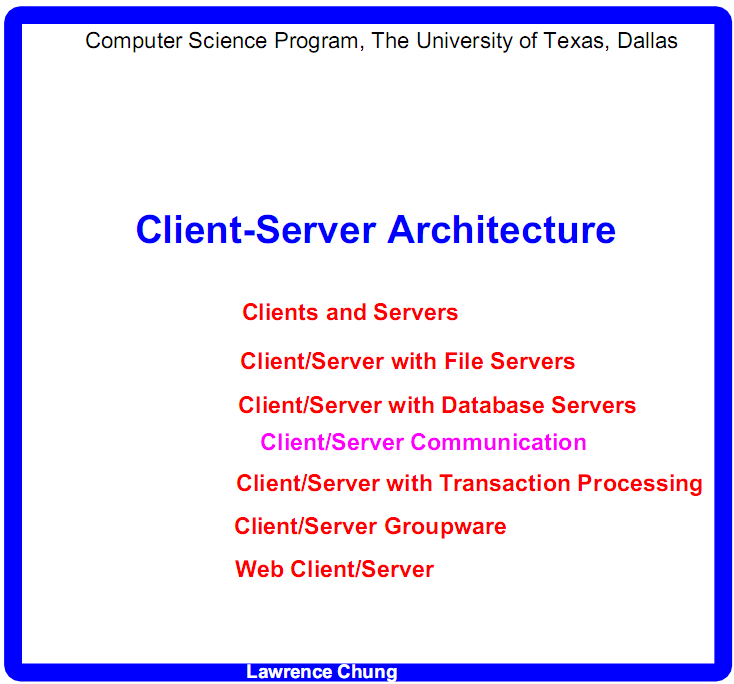 Computer Science Program, The University of Texas, Dallas
Client-Server Architecture
Clients and Servers
Client/Server with File Servers
Client/Server with Database Servers
Client/Server Communication
Client/Server with Transaction Processing
Client/Server Groupware
Web Client/Server
Lawrence Chung